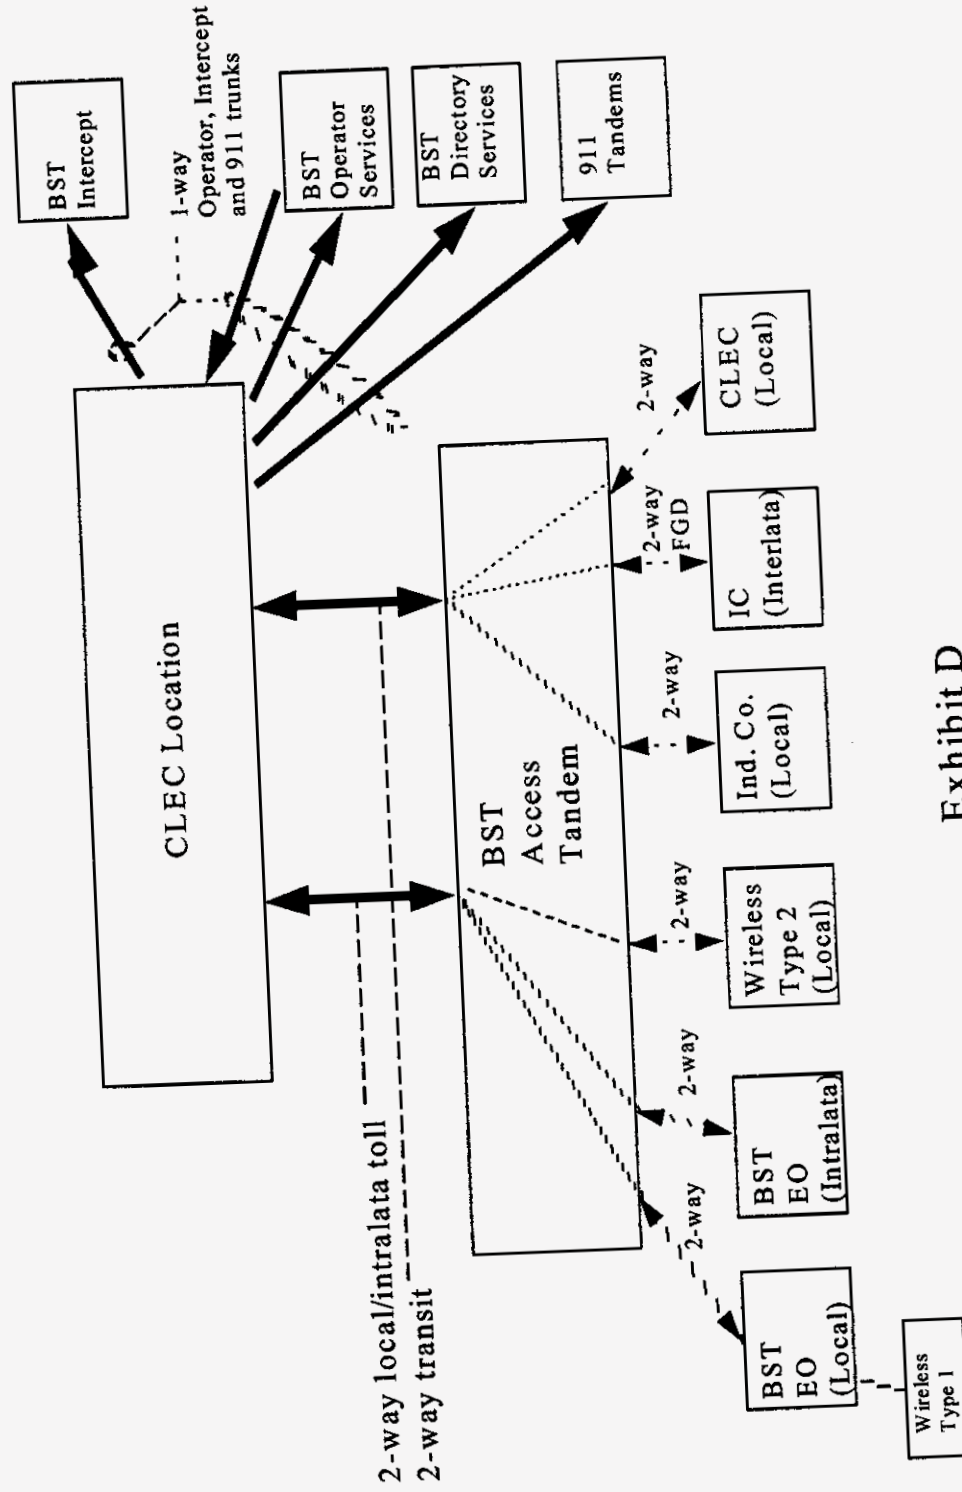 BST
Intercept
1-way
Operator, Intercept
and 911 trunks
BST
Operator
Services
BST
Directory
Services
911
Tandems
CLEC Location
2-way local/intralata toll
2-way transit
BST
Access
Tandem
2-way
2-way
2-way
2-way
2-way
FGD
2-way
BST
EO
(Local)
BST
EO
(Intralata)
Wireless
Type 2
(Local)
Ind. Co.
(Local)
IC
(Interlata)
CLEC
(Local)
Wireless
Type 1
Exhibit D